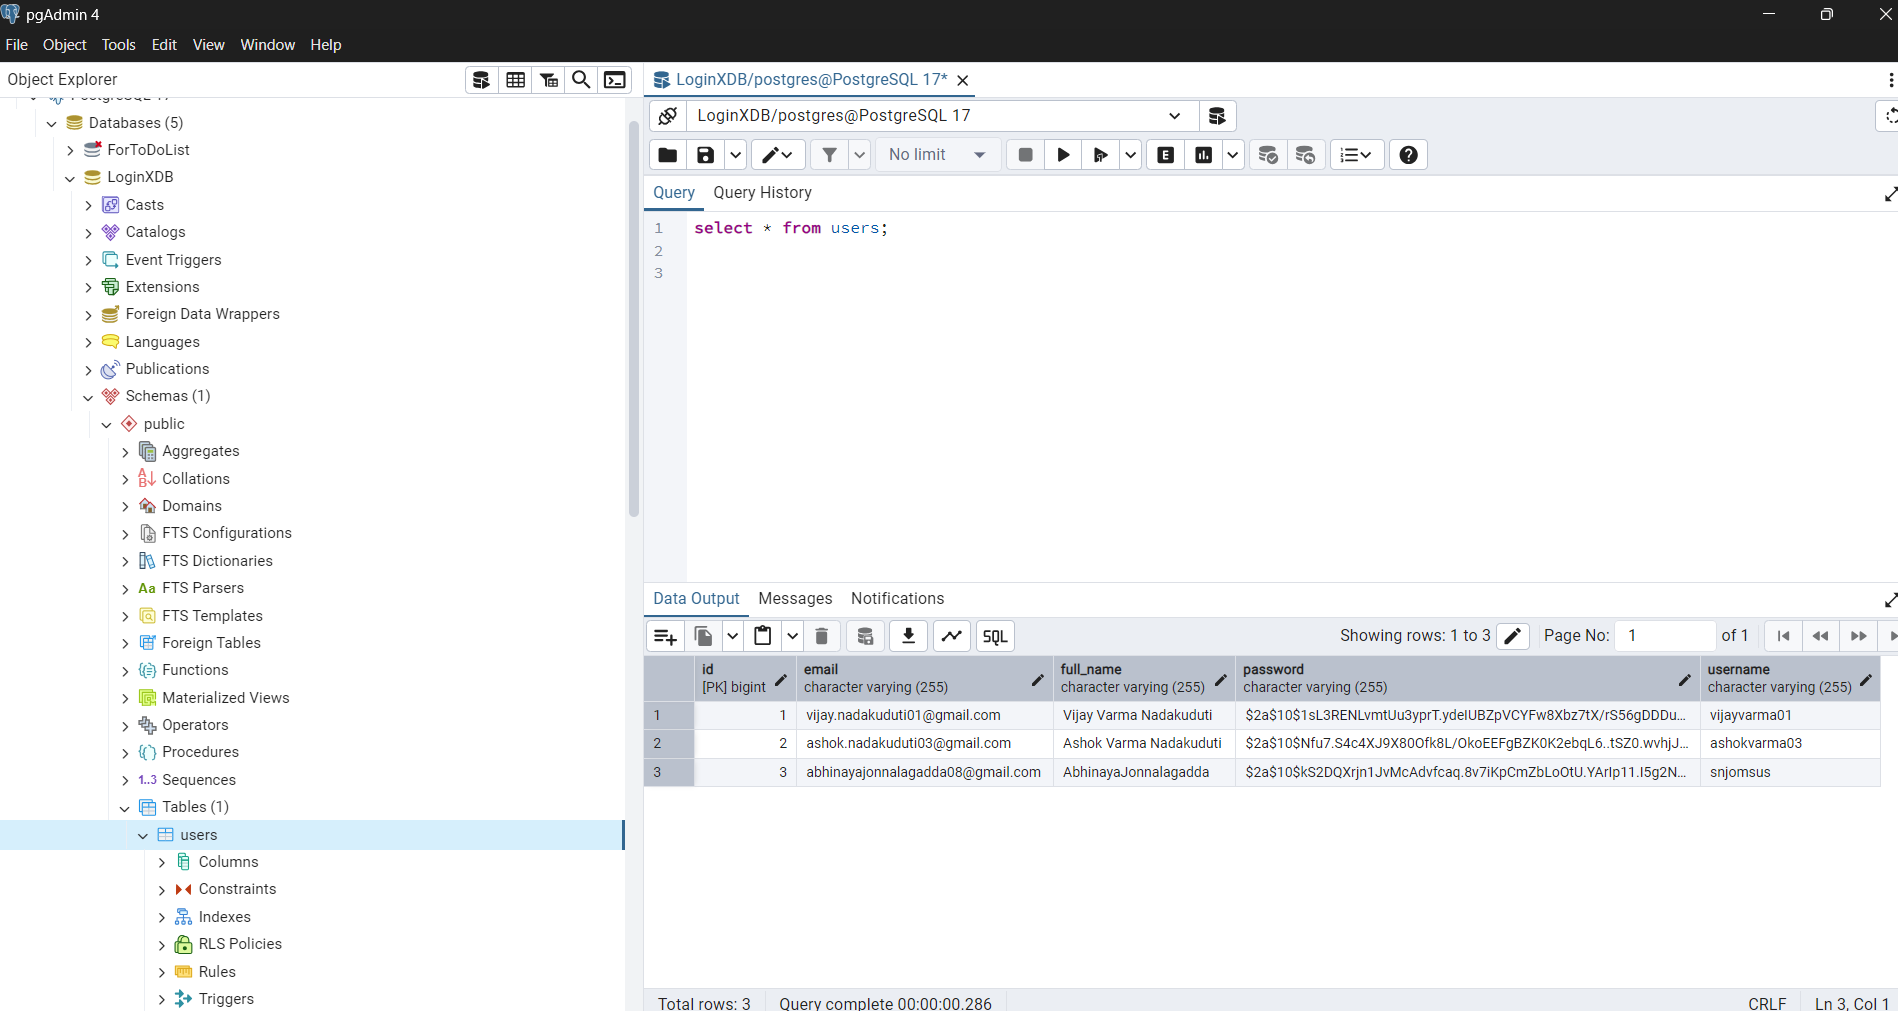 pgAdmin 4
File Object Tools Edit View Window Help
Object Explorer
Databases (5)
ForToDoList
LoginXDB
Casts
Catalogs
Event Triggers
Extensions
Foreign Data Wrappers
Languages
Publications
Schemas (1)
public
Aggregates
Collations
Domains
FTS Configurations
FTS Dictionaries
Aa FTS Parsers
FTS Templates
Foreign Tables
Functions
Materialized Views
Operators
Procedures
1..3 Sequences
Tables (1)
users
Columns
Constraints
Indexes
RLS Policies
Rules
Triggers
LoginXDB/postgres@PostgreSQL 17*
LoginXDB/postgres@PostgreSQL 17
No limit
E
Query Query History
1 select * from users;
2
3
Data Output Messages Notifications
SQL Showing rows: 1 to 3 Page No: 1 of 1
id email full_name password username
[PK] bigint character varying (255) character varying (255) character varying (255) character varying (255)
1 1 vijay.nadakuduti01@gmail.com Vijay Varma Nadakuduti $2a$10$1sL3RENLvmtUu3yprT.ydeIUBZpVCYFw8Xbz7tX/rS56gDDDu... vijayvarma01
2 2 ashok.nadakuduti03@gmail.com Ashok Varma Nadakuduti $2a$10$Nfu7.S4c4XJ9X80Ofk8L/OkoEEFgBZK0K2ebqL6..tSZ0.wvhjJ... ashokvarma03
3 3 abhinayajonnalagadda08@gmail.com AbhinayaJonnalagadda $2a$10$kS2DQXrjn1JvMcAdvfcaq.8v7iKpCmZbLoOtU.YArIp11.I5g2N... snjomsus
Total rows: 3 Query complete 00:00:00.286 CRLF Ln 3, Col 1